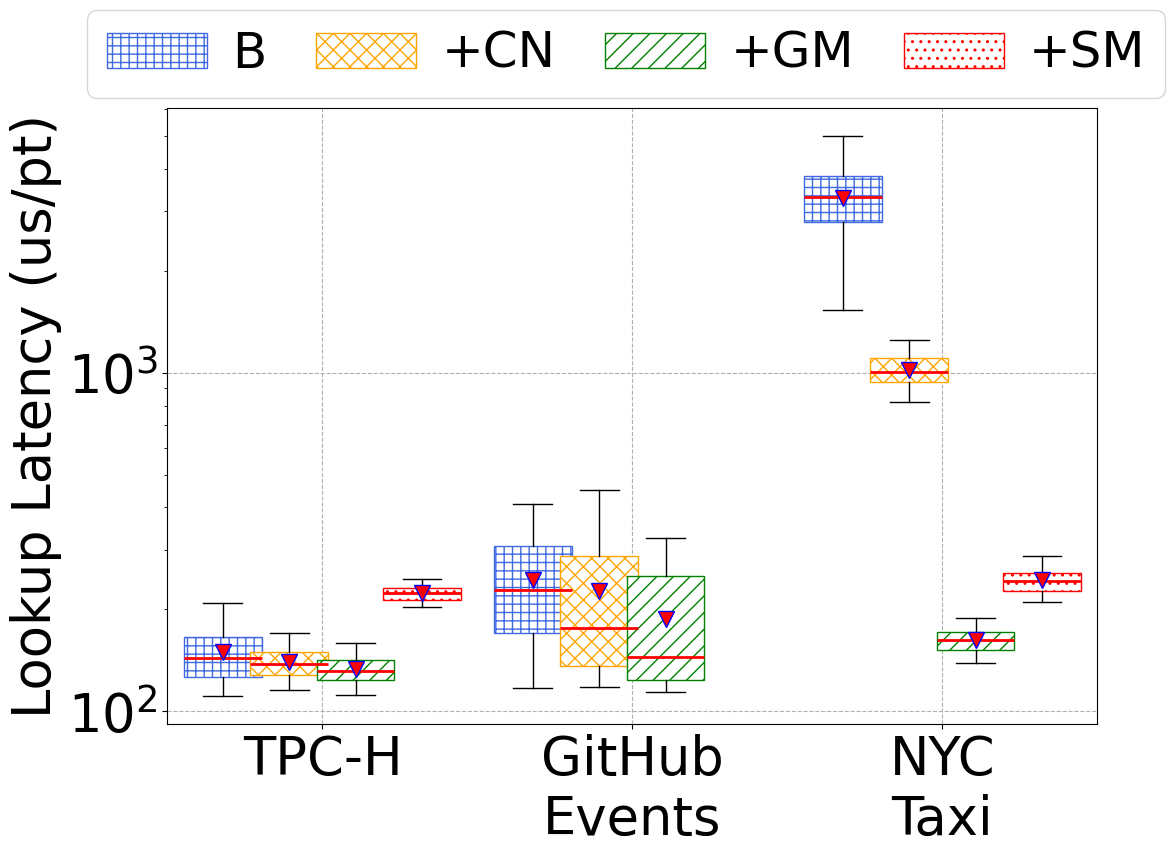 B +CN +GM +SM
Lookup Latency (us/pt)
10³
10²
TPC-H GitHub Events NYC Taxi